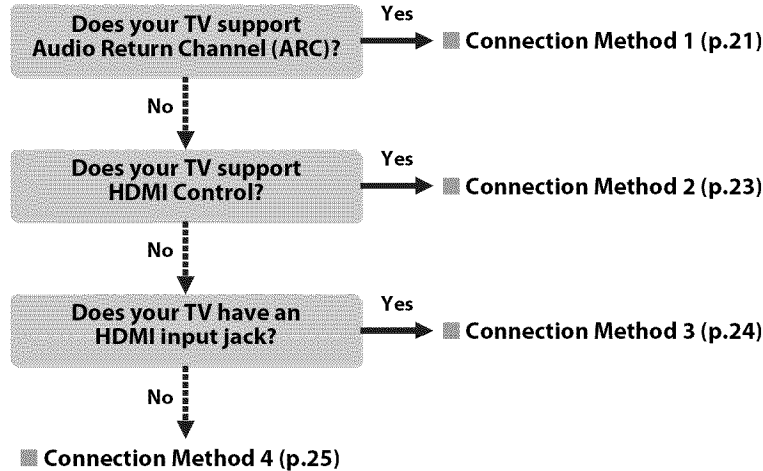 Does your TV support
Audio Return Channel (ARC)?
Yes
Connection Method 1 (p.21)
No
Does your TV support
HDMI Control?
Yes
Connection Method 2 (p.23)
No
Does your TV have an
HDMI input jack?
Yes
Connection Method 3 (p.24)
No
Connection Method 4 (p.25)